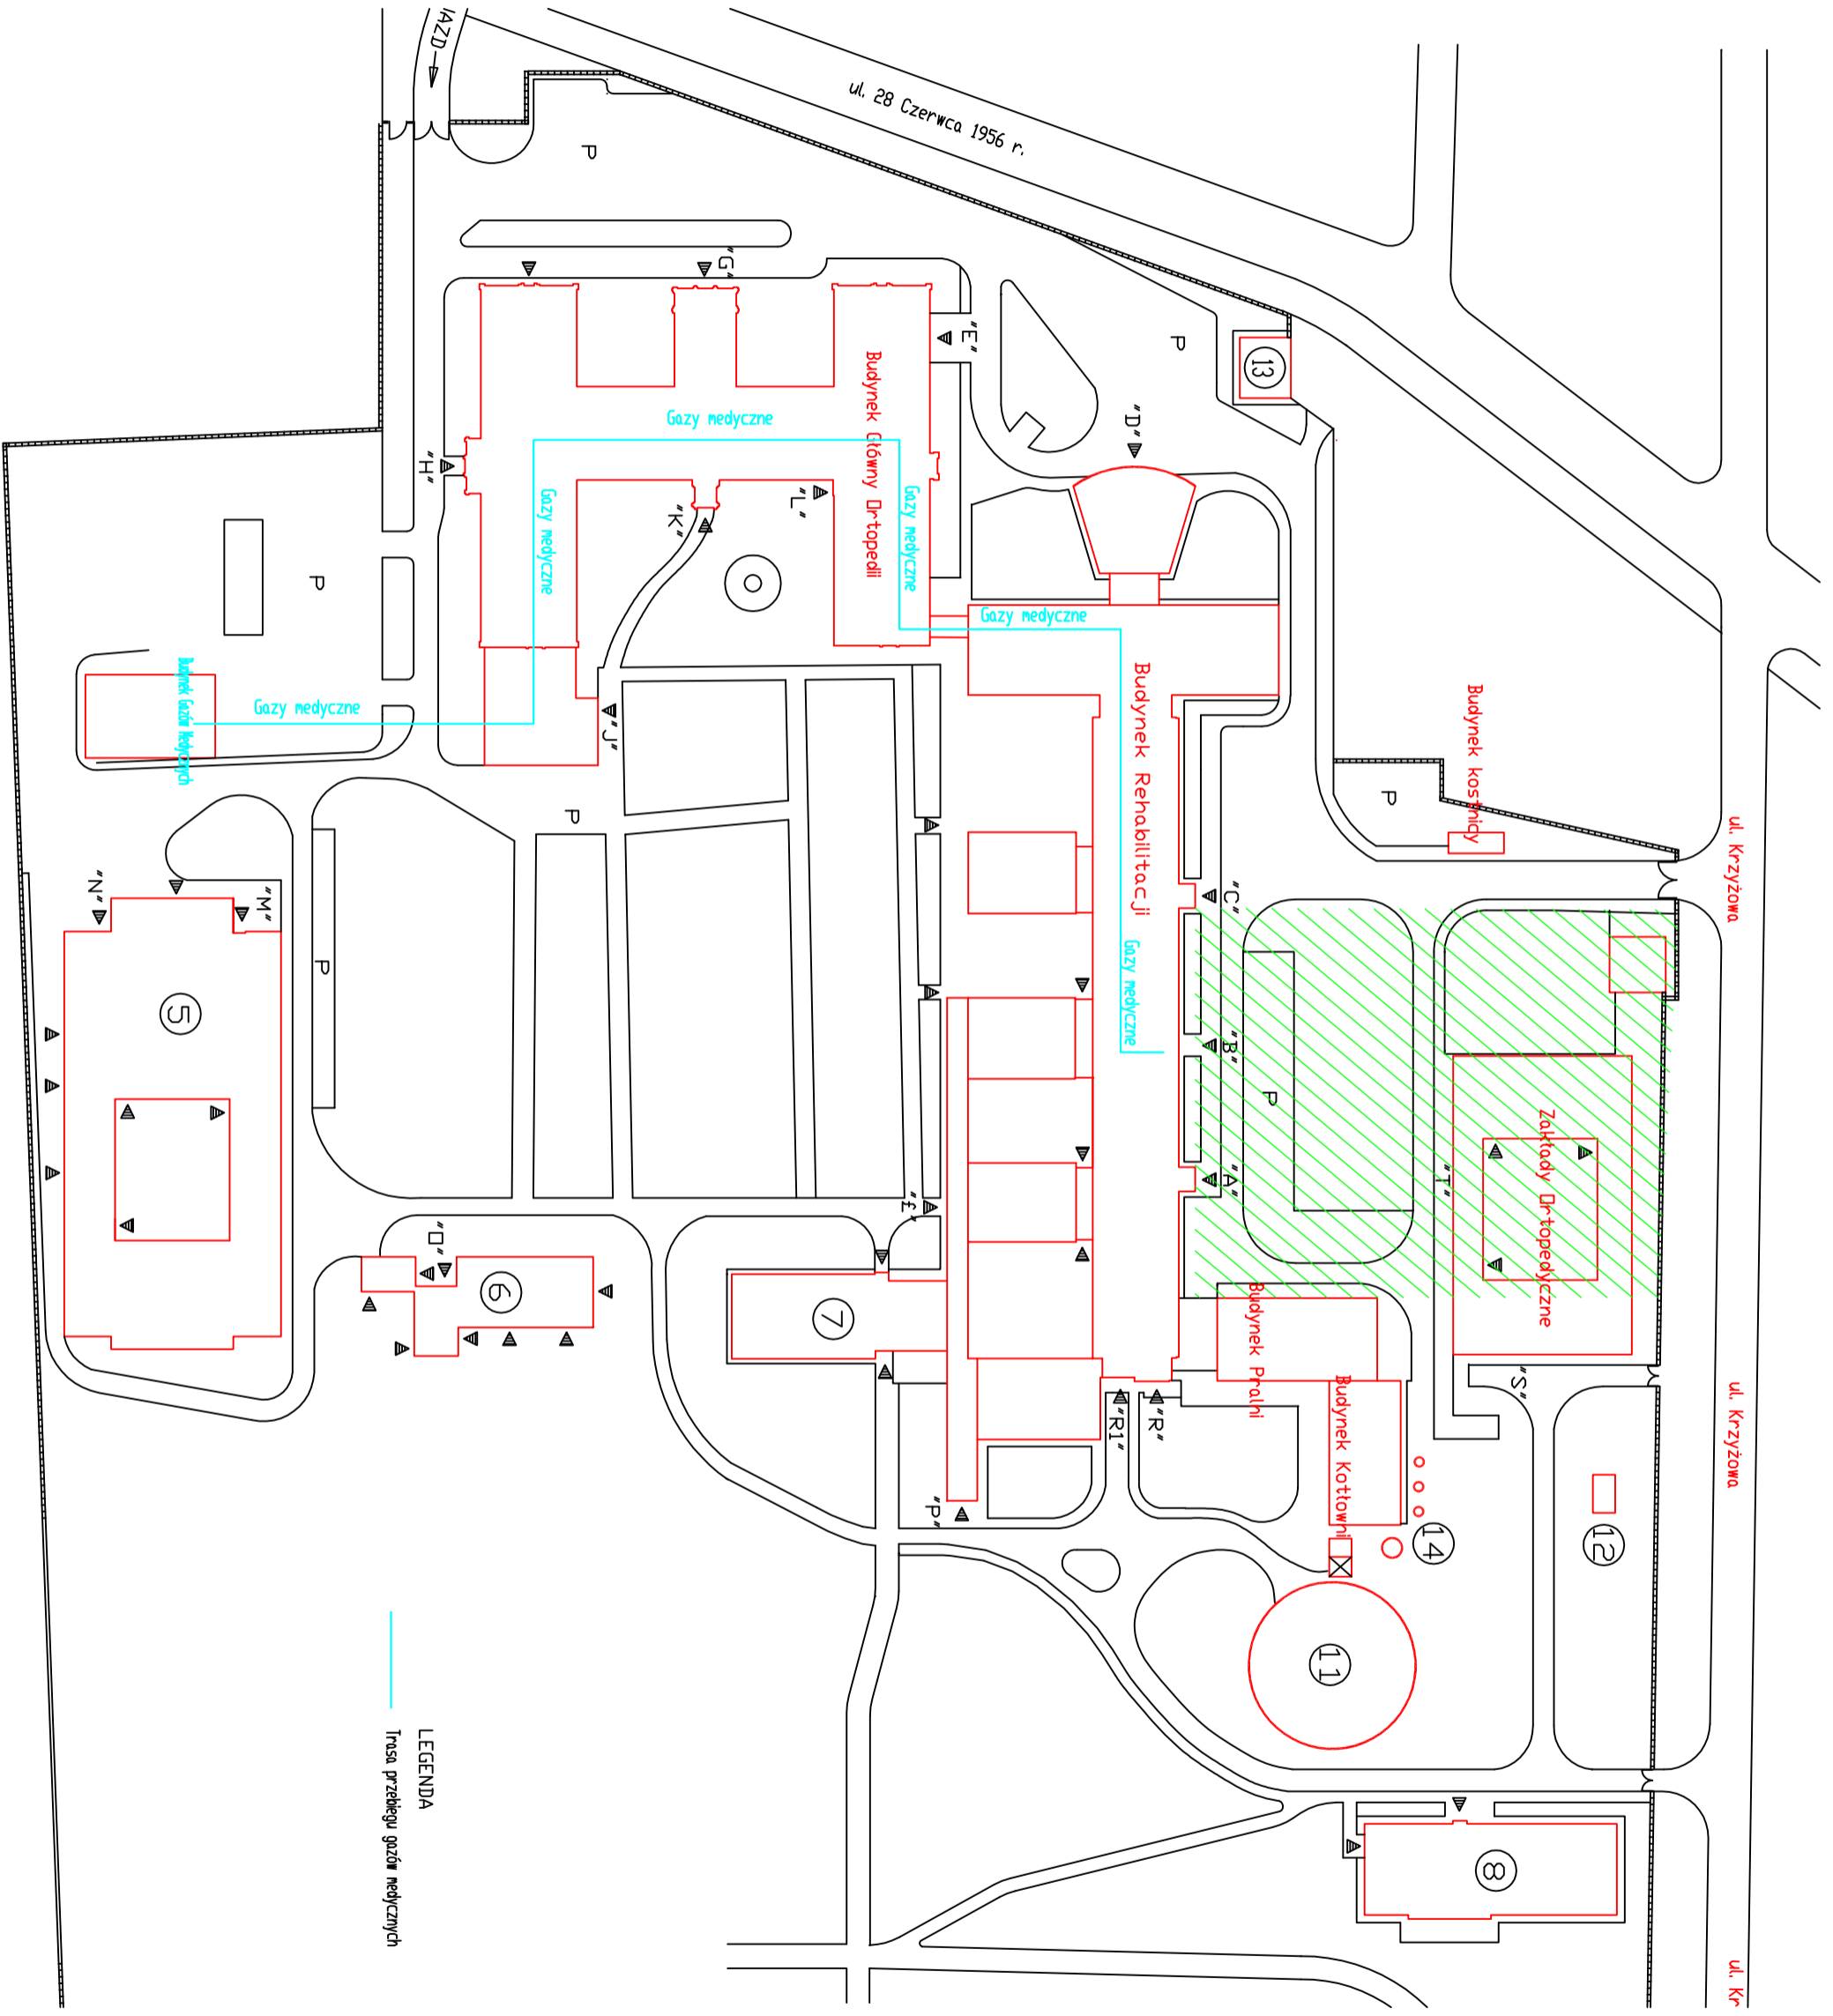 JAZD
ul. 28 Czerwca 1956 r.
P
"G"
"E"
P
13
Budynek Główny Ortopedii
Gazy medyczne
"D"
"H"
"L"
"K"
Gazy medyczne
Gazy medyczne
P
Gazy medyczne
Budynek Gazów Medycznych
Gazy medyczne
"J"
Budynek Rehabilitacji
Budynek kostnicy
P
P
ul. Krzyżowa
"N"
"M"
"C"
Gazy medyczne
P
5
"B"
P
"A"
"T"
Zakłady Ortopedyczne
"Ł"
"O"
6
7
Budynek Pralni
Budynek Kotłowni
"S"
ul. Krzyżowa
"R1"
"R"
"P"
14
12
11
LEGENDA
Trasa przebiegu gazów medycznych
8
ul. Kr